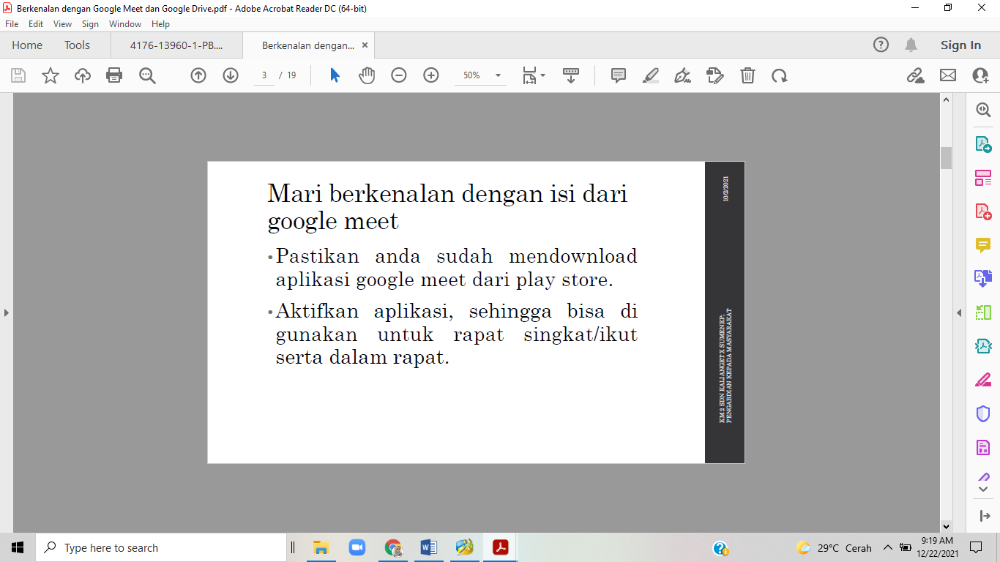 Berkenalan dengan Google Meet dan Google Drive.pdf - Adobe Acrobat Reader DC (64-bit)
File Edit View Sign Window Help
Home Tools 4176-13960-1-PB.... Berkenalan dengan... × Sign In
3 / 19 50%
Mari berkenalan dengan isi dari
google meet
•Pastikan anda sudah mendownload
aplikasi google meet dari play store.
•Aktifkan aplikasi, sehingga bisa di
gunakan untuk rapat singkat/ikut
serta dalam rapat.
10/2/2021
KM 2 SDN KALIANGET X SUMENEP;
PENGABDIAN KEPADA MASYARAKAT
Type here to search
29°C Cerah
9:19 AM
12/22/2021